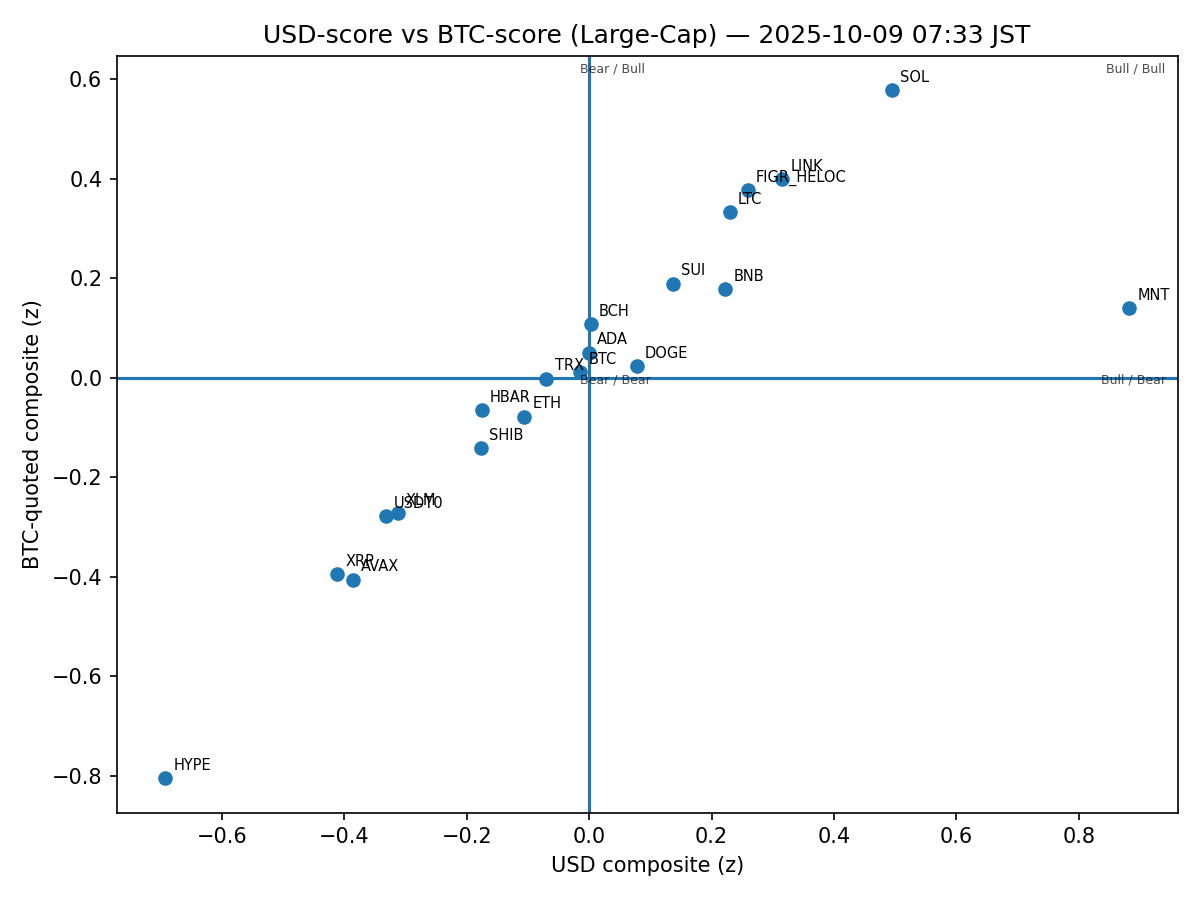 USD-score vs BTC-score (Large-Cap) — 2025-10-09 07:33 JST
Bear / Bull
Bull / Bull
SOL
LINK
FIGR_HELOC
LTC
SUI
BNB
MNT
BCH
ADA
DOGE
BTC
TRX
Bear / Bear
Bull / Bear
HBAR
ETH
SHIB
XLM
USDT0
XRP
AVAX
HYPE
0.6
0.4
0.2
0.0
−0.2
−0.4
−0.6
−0.8
BTC-quoted composite (z)
−0.6
−0.4
−0.2
0.0
0.2
0.4
0.6
0.8
USD composite (z)